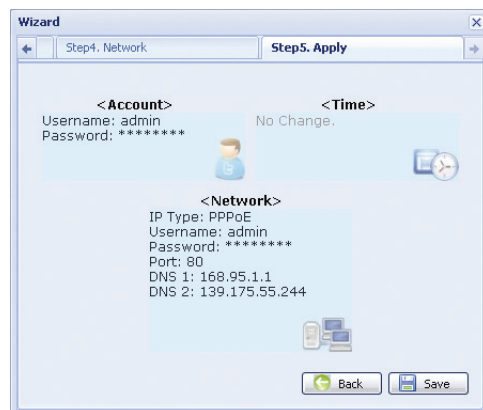 Wizard
Step4. Network
Step5. Apply
<Account>
Username: admin
Password: ********
<Time>
No Change.
<Network>
IP Type: PPPoE
Username: admin
Password: ********
Port: 80
DNS 1: 168.95.1.1
DNS 2: 139.175.55.244
Back
Save